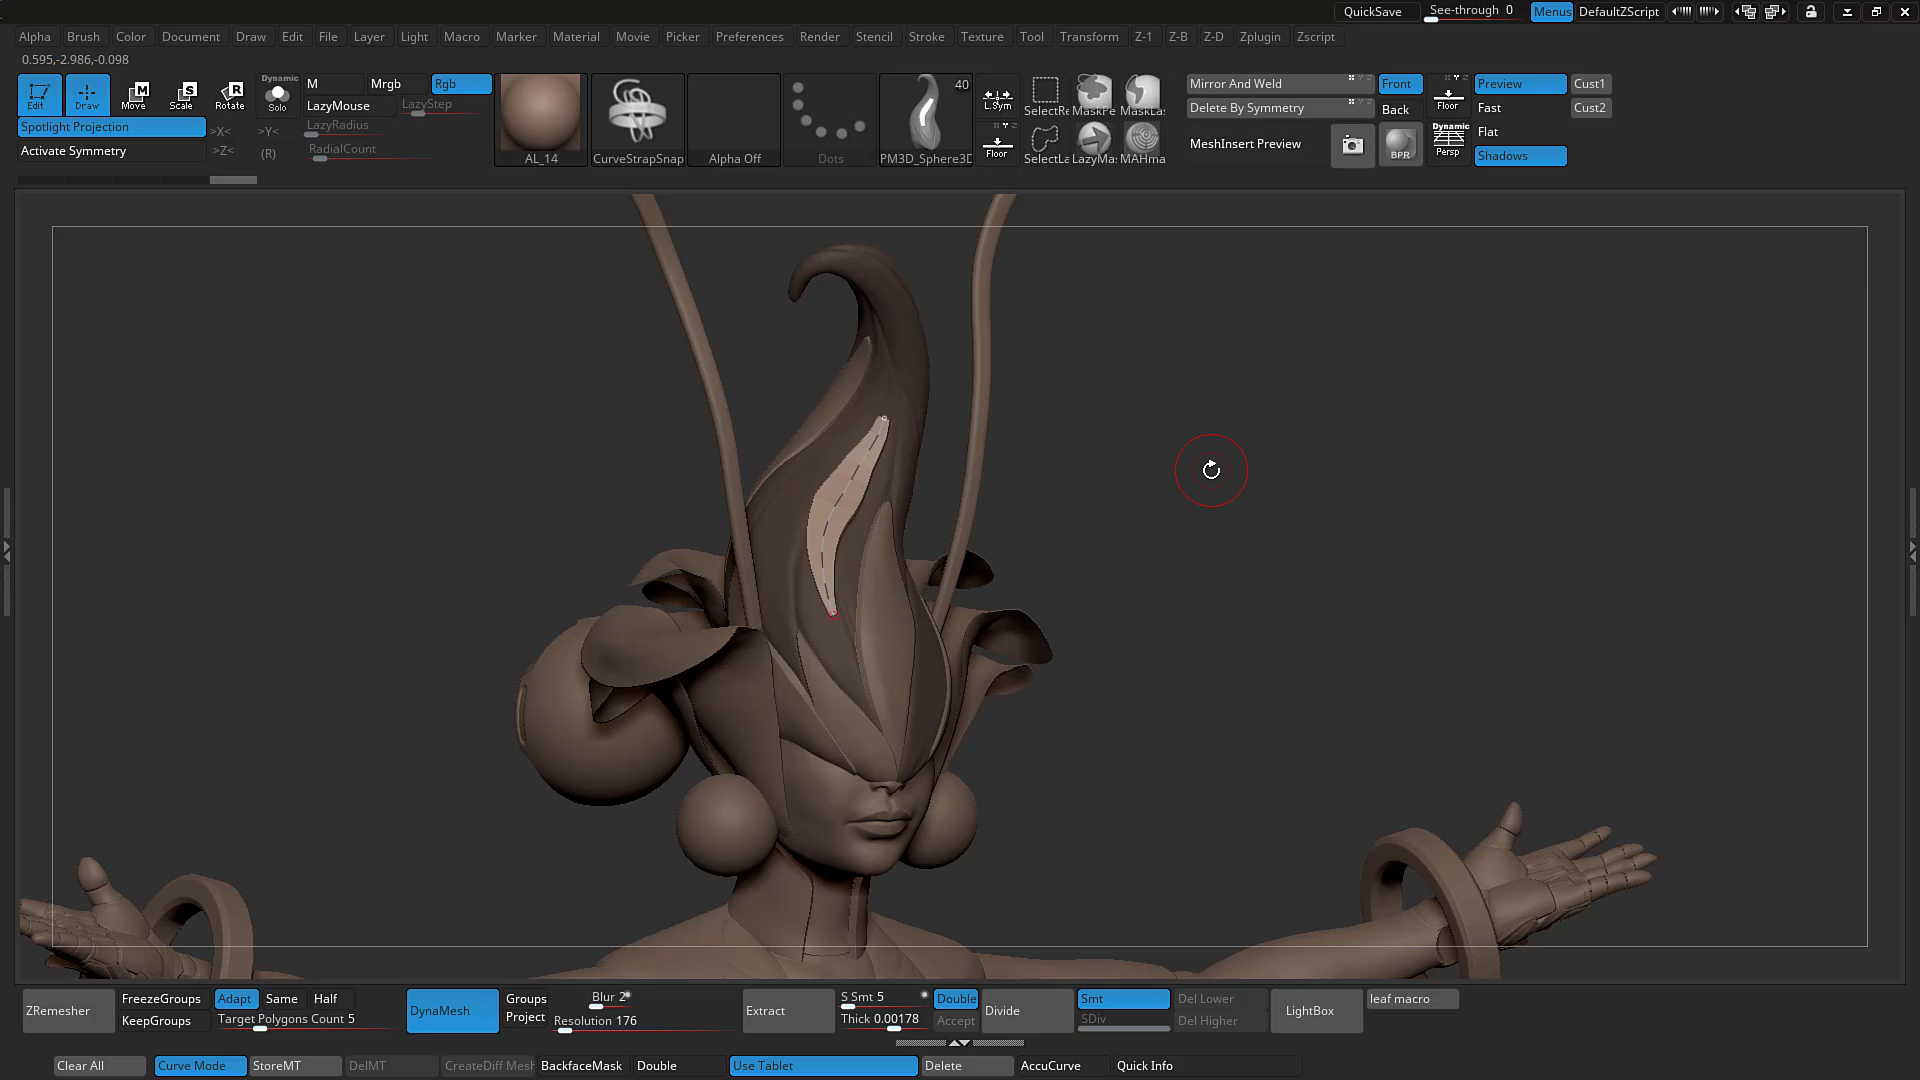 QuickSave See-through 0 Menus DefaultZScript
Alpha Brush Color Document Draw Edit File Layer Light Macro Marker Material Movie Picker Preferences Render Stencil Stroke Texture Tool Transform Z-1 Z-B Z-D Zplugin Zscript
0.595,-2.986,-0.098
Edit Draw Move Scale Rotate
M
S
R
Dynamic
Solo
M Mrgb Rgb
LazyMouse LazyStep
LazyRadius
RadialCount
Spotlight Projection >X< >Y<
Activate Symmetry >Z< (R)
AL_14
CurveStrapSnap
Alpha Off
Dots
40
PM3D_Sphere3D
L.Sym
Floor
SelectRe MaskPe MaskLas
SelectLa LazyMas MAHma
Mirror And Weld
Delete By Symmetry
MeshInsert Preview
Front
Back
BPR
Floor
Dynamic
Persp
Preview Cust1
Fast Cust2
Flat
Shadows
ZRemesher
FreezeGroups Adapt Same Half
KeepGroups Target Polygons Count 5
DynaMesh
Groups Blur 2
Project Resolution 176
Extract
S Smt 5 Double
Thick 0.00178 Accept
Divide
Smt Del Lower
SDiv Del Higher
LightBox
leaf macro
Clear All Curve Mode StoreMT DelMT CreateDiff Mesh BackfaceMask Double Use Tablet Delete AccuCurve Quick Info